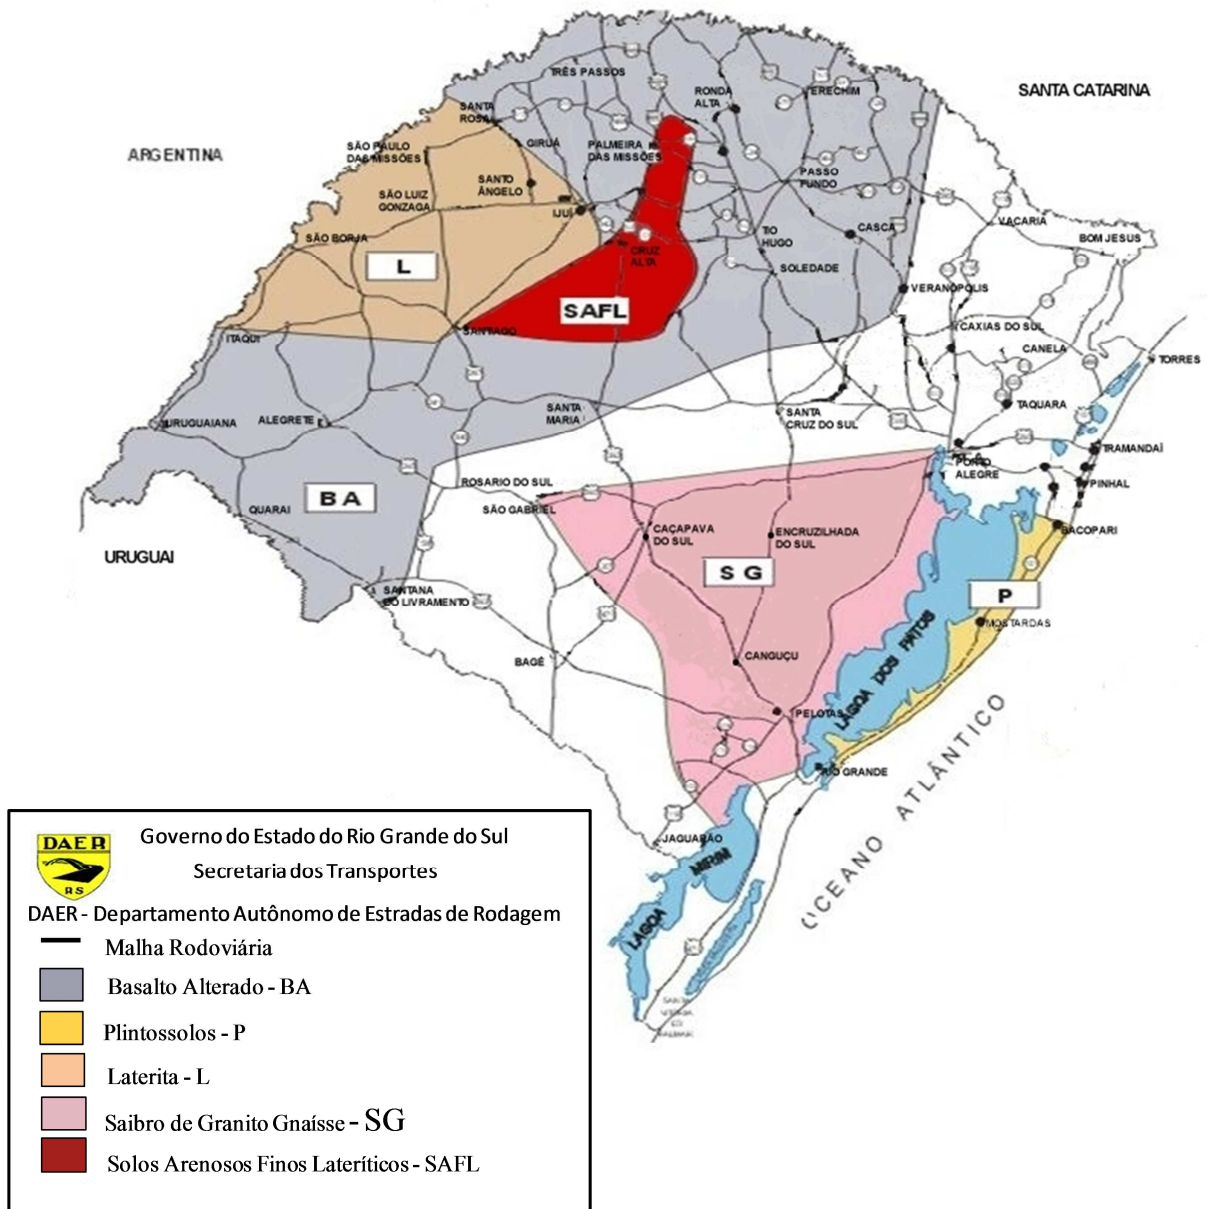 SANTA CATARINA
ARGENTINA
URUGUAI
TRÊS PASSOS
RONDA
ALTA
ERECHIM
SANTA
ROSA
GIRUÁ
SÃO PAULO
DAS MISSÕES
PALMEIRA
DAS MISSÕES
SANTO
ÂNGELO
PASSO
FUNDO
SÃO LUIZ
GONZAGA
IJUÍ
VACARIA
BOM JESUS
CASCA
TIO
HUGO
SÃO BORJA
CRUZ
ALTA
SOLEDADE
L
VERANÓPOLIS
SAFL
SANTIAGO
CAXIAS DO SUL
ITAQUI
CANELA
TORRES
TAQUARA
SANTA
MARIA
SANTA
CRUZ DO SUL
URUGUAIANA
ALEGRETE
TRAMANDAÍ
PORTO
ALEGRE
PINHAL
ROSARIO DO SUL
SÃO GABRIEL
BA
QUARAI
CAÇAPAVA
DO SUL
ENCRUZILHADA
DO SUL
BACOPARI
SG
P
SANTANA
DO LIVRAMENTO
MOSTARDAS
LAGOA DOS PATOS
BAGÉ
CANGUÇU
PELOTAS
RIO GRANDE
OCEANO ATLÂNTICO
JAGUARÃO
LAGOA MIRIM
DAER
RS
Governo do Estado do Rio Grande do Sul
Secretaria dos Transportes
DAER - Departamento Autônomo de Estradas de Rodagem
Malha Rodoviária
Basalto Alterado - BA
Plintossolos - P
Laterita - L
Saibro de Granito Gnaísse - SG
Solos Arenosos Finos Lateríticos - SAFL